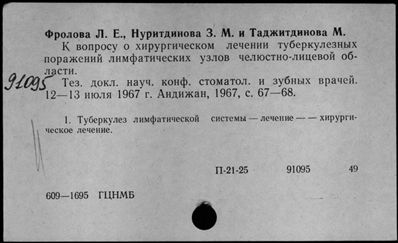 Фролова Л. Е., Нуритдинова З. М. и Таджитдинова М.
К вопросу о хирургическом лечении туберкулезных
поражений лимфатических узлов челюстно-лицевой об-
ласти.
91095
Тез. докл. науч. конф. стоматол. и зубных врачей.
12—13 июля 1967 г. Андижан, 1967, с. 67—68.
1. Туберкулез лимфатической системы — лечение — — хирурги-
ческое лечение.
П-21-25 91095 49
609—1695 ГЦНМБ